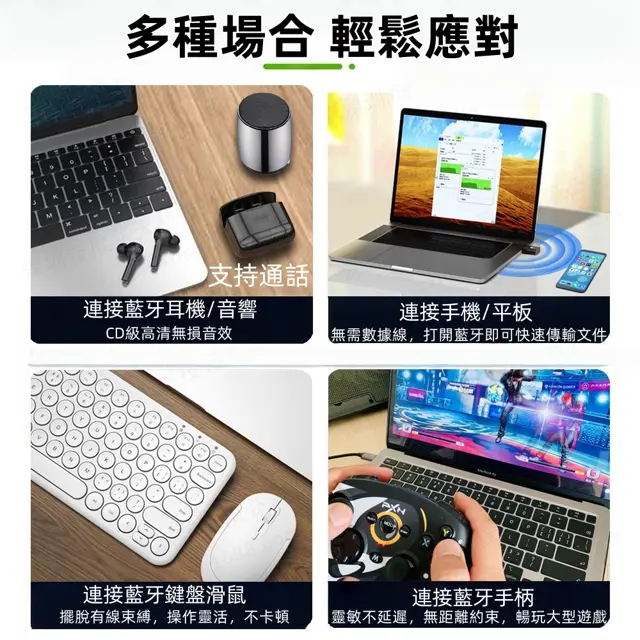 多種場合 輕鬆應對
支持通話
連接藍牙耳機/音響
CD級高清無損音效
連接手機/平板
無需數據線，打開藍牙即可快速傳輸文件
連接藍牙鍵盤滑鼠
擺脫有線束縛，操作靈活，不卡頓
PXN
連接藍牙手柄
靈敏不延遲，無距離約束，暢玩大型遊戲